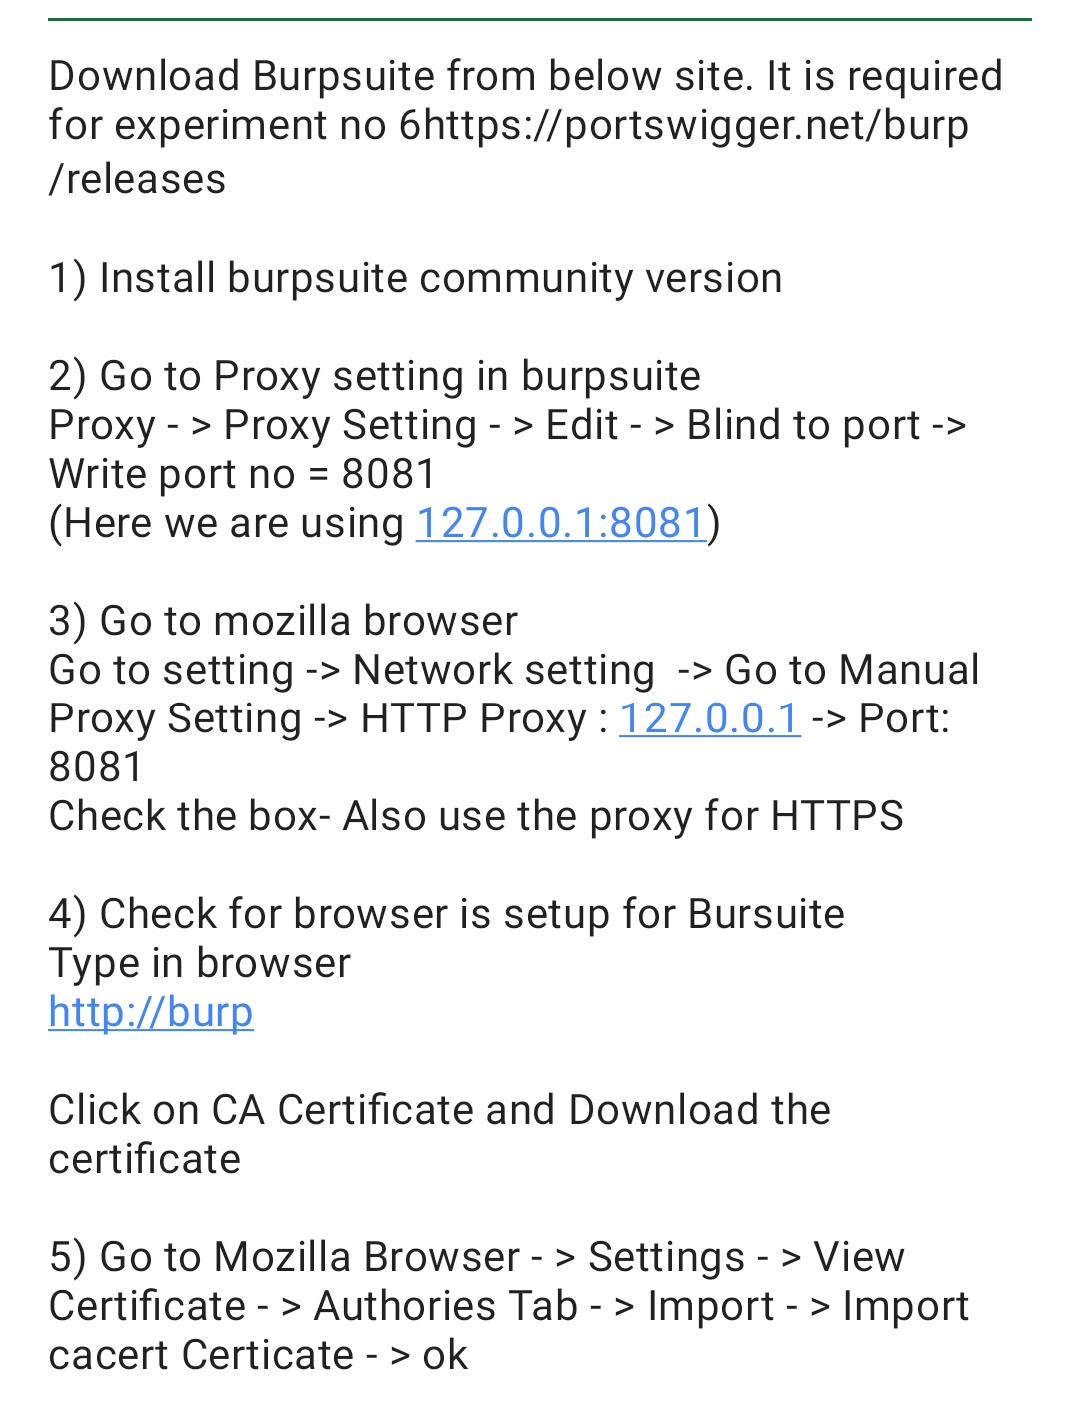 Download Burpsuite from below site. It is required
for experiment no 6https://portswigger.net/burp
/releases
1) Install burpsuite community version
2) Go to Proxy setting in burpsuite
Proxy - > Proxy Setting - > Edit - > Blind to port ->
Write port no = 8081
(Here we are using 127.0.0.1:8081)
3) Go to mozilla browser
Go to setting -> Network setting  -> Go to Manual
Proxy Setting -> HTTP Proxy : 127.0.0.1 -> Port:
8081
Check the box- Also use the proxy for HTTPS
4) Check for browser is setup for Bursuite
Type in browser
http://burp
Click on CA Certificate and Download the
certificate
5) Go to Mozilla Browser - > Settings - > View
Certificate - > Authories Tab - > Import - > Import
cacert Certicate - > ok